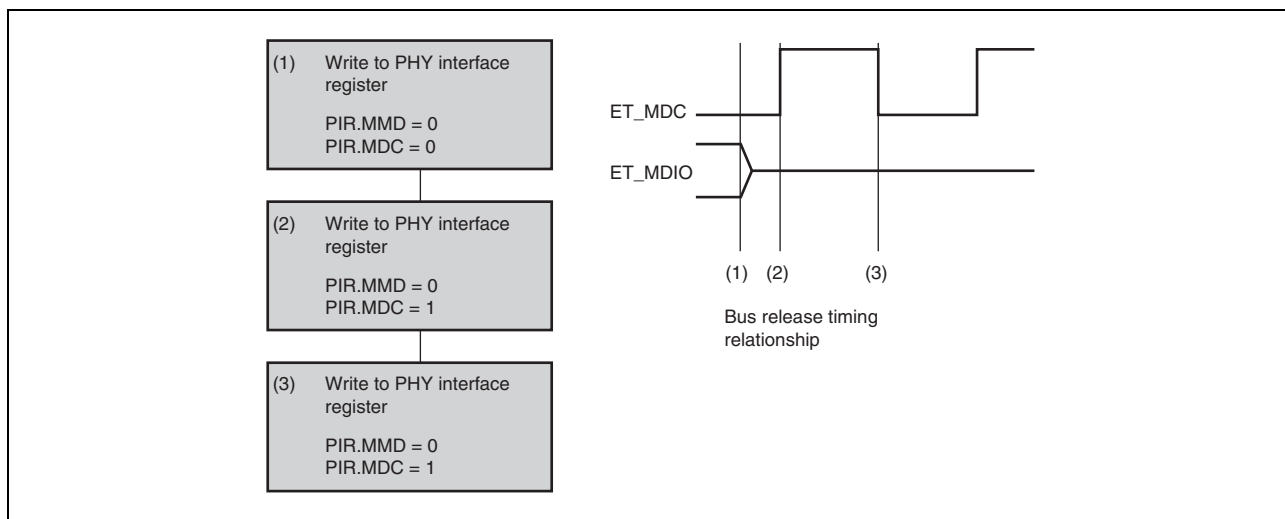 (1) Write to PHY interface
register
PIR.MMD = 0
PIR.MDC = 0
(2) Write to PHY interface
register
PIR.MMD = 0
PIR.MDC = 1
(3) Write to PHY interface
register
PIR.MMD = 0
PIR.MDC = 1
ET_MDC
ET_MDIO
(1) (2) (3)
Bus release timing
relationship